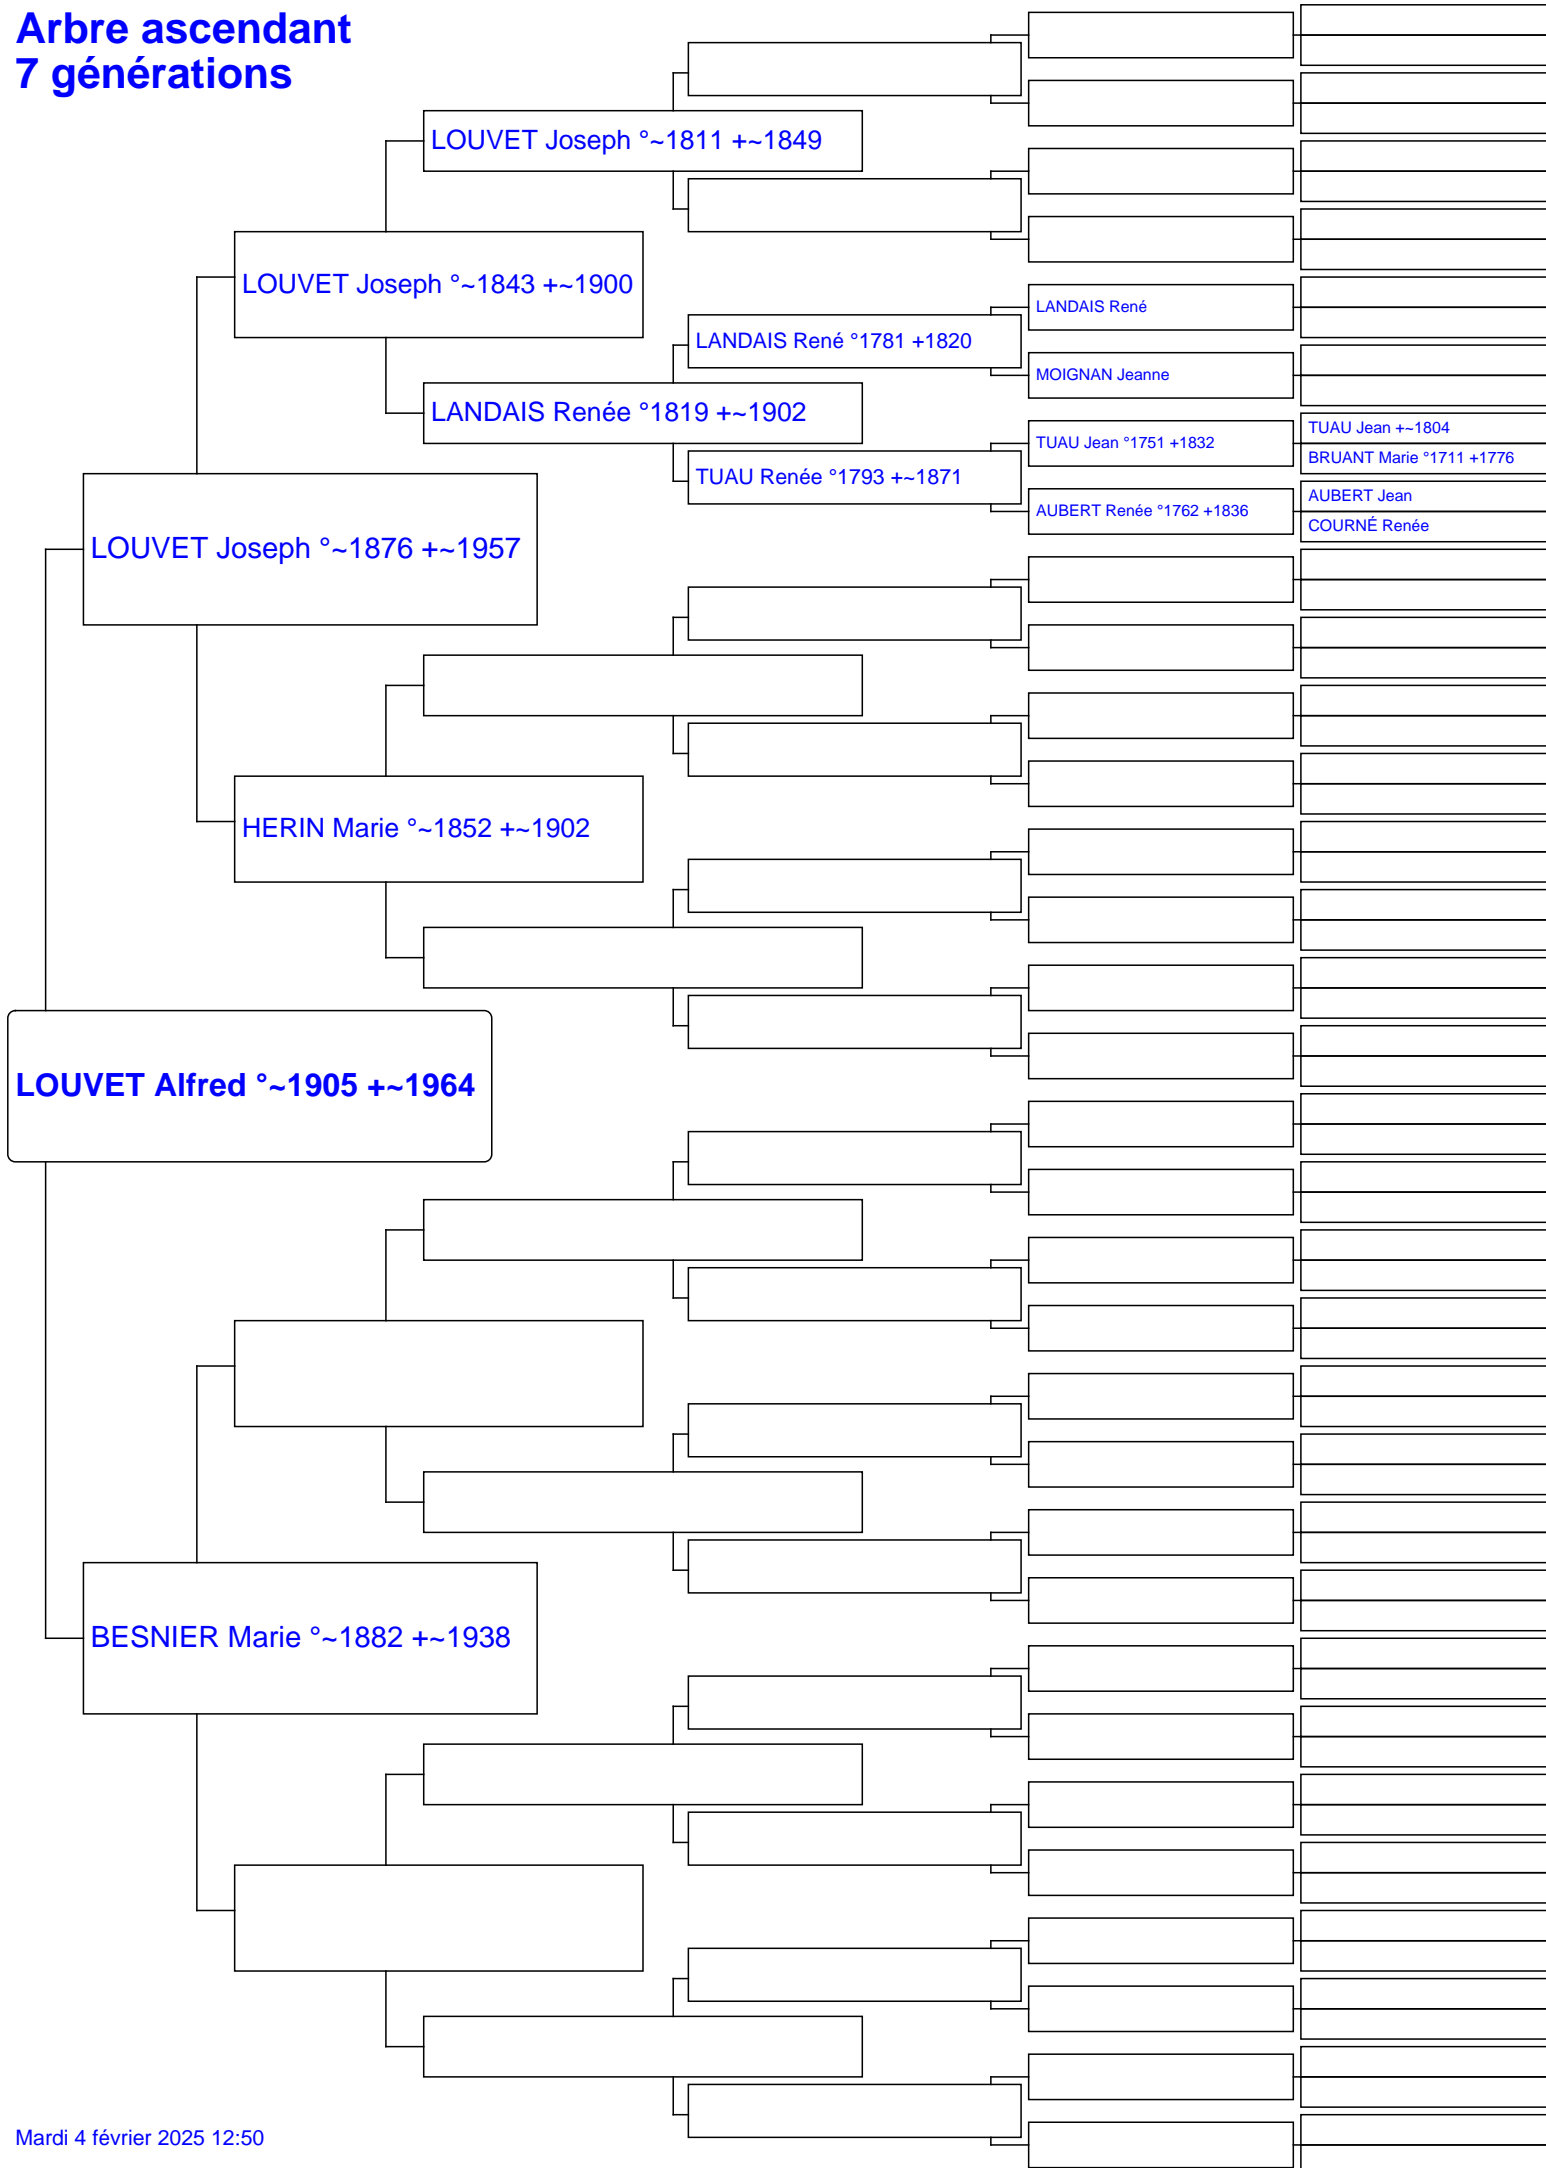 Arbre ascendant
7 générations
LOUVET Joseph °~1811 +~1849
LOUVET Joseph °~1843 +~1900
LANDAIS René
LANDAIS René °1781 +1820
MOIGNAN Jeanne
LANDAIS Renée °1819 +~1902
TUAU Jean +~1804
TUAU Jean °1751 +1832
BRUANT Marie °1711 +1776
TUAU Renée °1793 +~1871
AUBERT Jean
AUBERT Renée °1762 +1836
COURNÉ Renée
LOUVET Joseph °~1876 +~1957
HERIN Marie °~1852 +~1902
LOUVET Alfred °~1905 +~1964
BESNIER Marie °~1882 +~1938
Mardi 4 février 2025 12:50